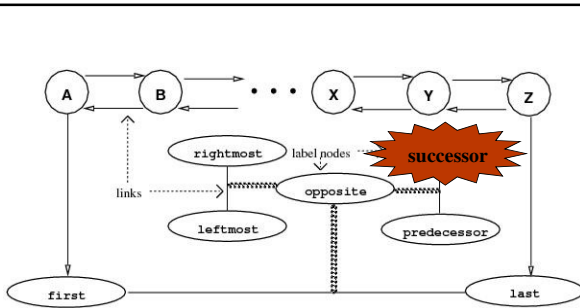 A B • • • X Y Z
rightmost label nodes successor
links opposite
leftmost predecessor
first last